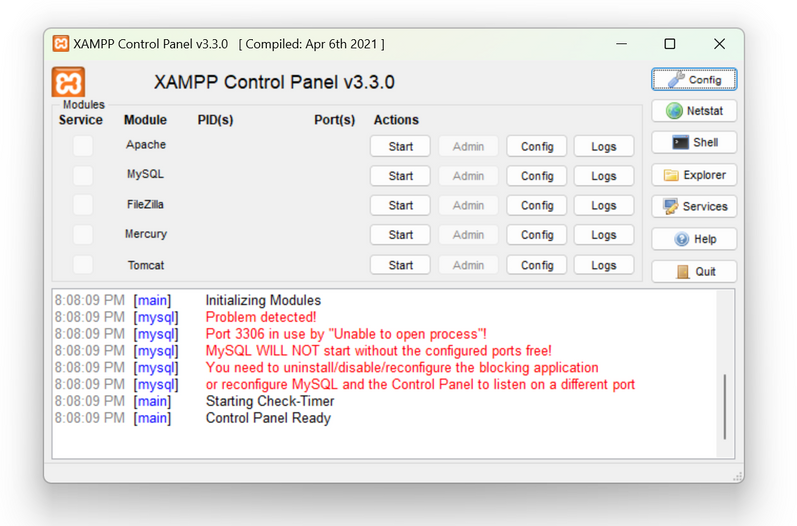 XAMPP Control Panel v3.3.0 [ Compiled: Apr 6th 2021 ]
XAMPP Control Panel v3.3.0
Config
Modules
Service Module PID(s) Port(s) Actions
Netstat
Apache Start Admin Config Logs
Shell
MySQL Start Admin Config Logs
Explorer
FileZilla Start Admin Config Logs
Services
Mercury Start Admin Config Logs
Help
Tomcat Start Admin Config Logs
Quit
8:08:09 PM [main] Initializing Modules
8:08:09 PM [mysql] Problem detected!
8:08:09 PM [mysql] Port 3306 in use by "Unable to open process"!
8:08:09 PM [mysql] MySQL WILL NOT start without the configured ports free!
8:08:09 PM [mysql] You need to uninstall/disable/reconfigure the blocking application
8:08:09 PM [mysql] or reconfigure MySQL and the Control Panel to listen on a different port
8:08:09 PM [main] Starting Check-Timer
8:08:09 PM [main] Control Panel Ready